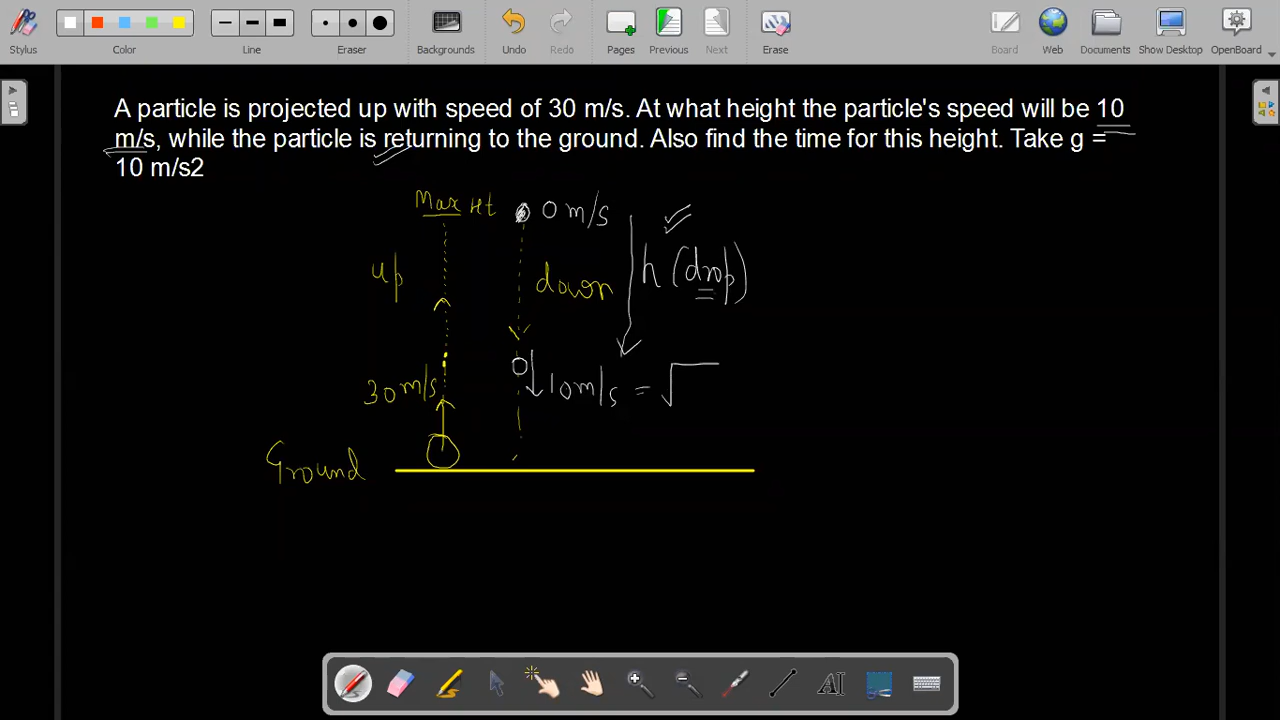 Stylus Color Line Eraser Backgrounds Undo Redo Pages Previous Next Erase Board Web Documents Show Desktop OpenBoard
A particle is projected up with speed of 30 m/s. At what height the particle's speed will be 10
m/s, while the particle is returning to the ground. Also find the time for this height. Take g =
10 m/s2
Max Ht 0 m/s
up down h (drop)
30 m/s 10 m/s = √
Ground
AI